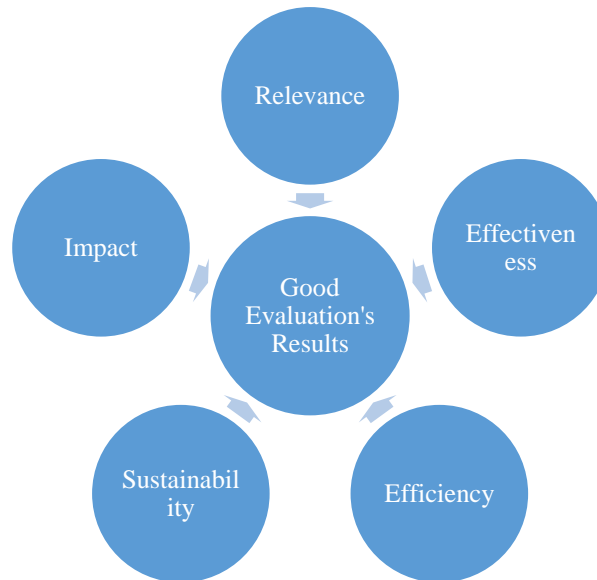 Relevance
Impact
Effectiven
ess
Good
Evaluation's
Results
Sustainabil
ity
Efficiency